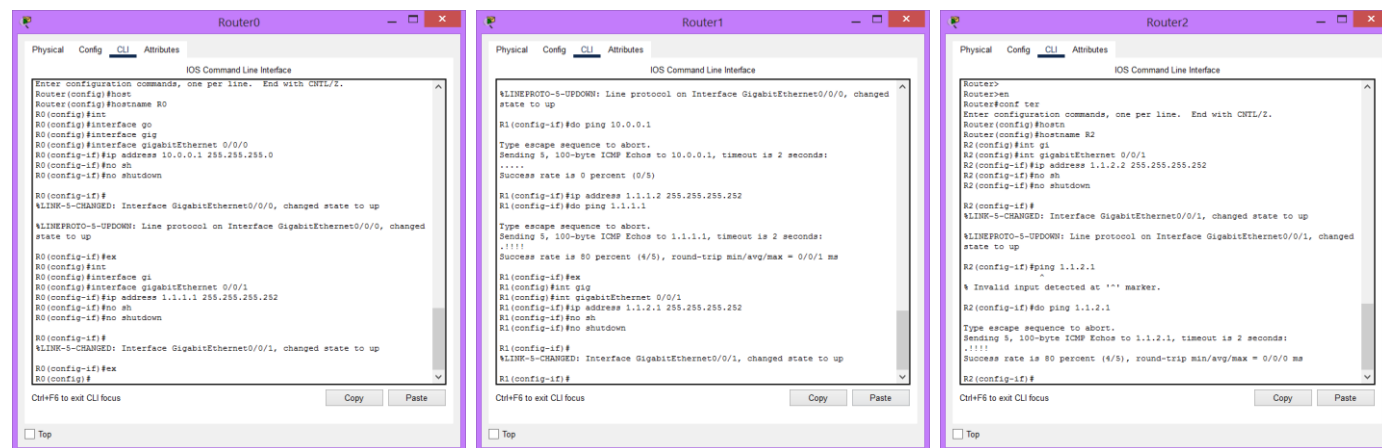 Router0
Physical Config CLI Attributes
IOS Command Line Interface
Enter configuration commands, one per line.  End with CNTL/Z.
Router(config)#host
Router(config)#hostname R0
R0(config)#int
R0(config)#interface go
R0(config)#interface gig
R0(config)#interface gigabitEthernet 0/0/0
R0(config-if)#ip address 10.0.0.1 255.255.255.0
R0(config-if)#no sh
R0(config-if)#no shutdown
R0(config-if)#
%LINK-5-CHANGED: Interface GigabitEthernet0/0/0, changed state to up
%LINEPROTO-5-UPDOWN: Line protocol on Interface GigabitEthernet0/0/0, changed
state to up
R0(config-if)#ex
R0(config)#int
R0(config)#interface gi
R0(config)#interface gigabitEthernet 0/0/1
R0(config-if)#ip address 1.1.1.1 255.255.255.252
R0(config-if)#no sh
R0(config-if)#no shutdown
R0(config-if)#
%LINK-5-CHANGED: Interface GigabitEthernet0/0/1, changed state to up
R0(config-if)#ex
R0(config)#
Ctrl+F6 to exit CLI focus
Copy Paste
Top
Router1
Physical Config CLI Attributes
IOS Command Line Interface
%LINEPROTO-5-UPDOWN: Line protocol on Interface GigabitEthernet0/0/0, changed
state to up
R1(config-if)#do ping 10.0.0.1
Type escape sequence to abort.
Sending 5, 100-byte ICMP Echos to 10.0.0.1, timeout is 2 seconds:
.....
Success rate is 0 percent (0/5)
R1(config-if)#ip address 1.1.1.2 255.255.255.252
R1(config-if)#do ping 1.1.1.1
Type escape sequence to abort.
Sending 5, 100-byte ICMP Echos to 1.1.1.1, timeout is 2 seconds:
.!!!!
Success rate is 80 percent (4/5), round-trip min/avg/max = 0/0/1 ms
R1(config-if)#ex
R1(config)#int gig
R1(config)#int gigabitEthernet 0/0/1
R1(config-if)#ip address 1.1.2.1 255.255.255.252
R1(config-if)#no sh
R1(config-if)#no shutdown
R1(config-if)#
%LINK-5-CHANGED: Interface GigabitEthernet0/0/1, changed state to up
R1(config-if)#
Ctrl+F6 to exit CLI focus
Copy Paste
Top
Router2
Physical Config CLI Attributes
IOS Command Line Interface
Router>
Router>en
Router#conf ter
Enter configuration commands, one per line.  End with CNTL/Z.
Router(config)#hostn
Router(config)#hostname R2
R2(config)#int gi
R2(config)#int gigabitEthernet 0/0/1
R2(config-if)#ip address 1.1.2.2 255.255.255.252
R2(config-if)#no sh
R2(config-if)#no shutdown
R2(config-if)#
%LINK-5-CHANGED: Interface GigabitEthernet0/0/1, changed state to up
%LINEPROTO-5-UPDOWN: Line protocol on Interface GigabitEthernet0/0/1, changed
state to up
R2(config-if)#ping 1.1.2.1
^
% Invalid input detected at '^' marker.
R2(config-if)#do ping 1.1.2.1
Type escape sequence to abort.
Sending 5, 100-byte ICMP Echos to 1.1.2.1, timeout is 2 seconds:
.!!!!
Success rate is 80 percent (4/5), round-trip min/avg/max = 0/0/0 ms
R2(config-if)#
Ctrl+F6 to exit CLI focus
Copy Paste
Top